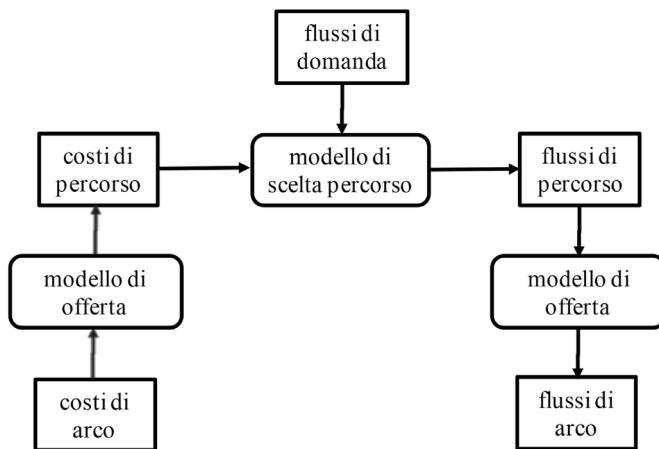 flussi di
domanda
costi di
percorso
modello di
scelta percorso
flussi di
percorso
modello di
offerta
modello di
offerta
costi di
arco
flussi di
arco